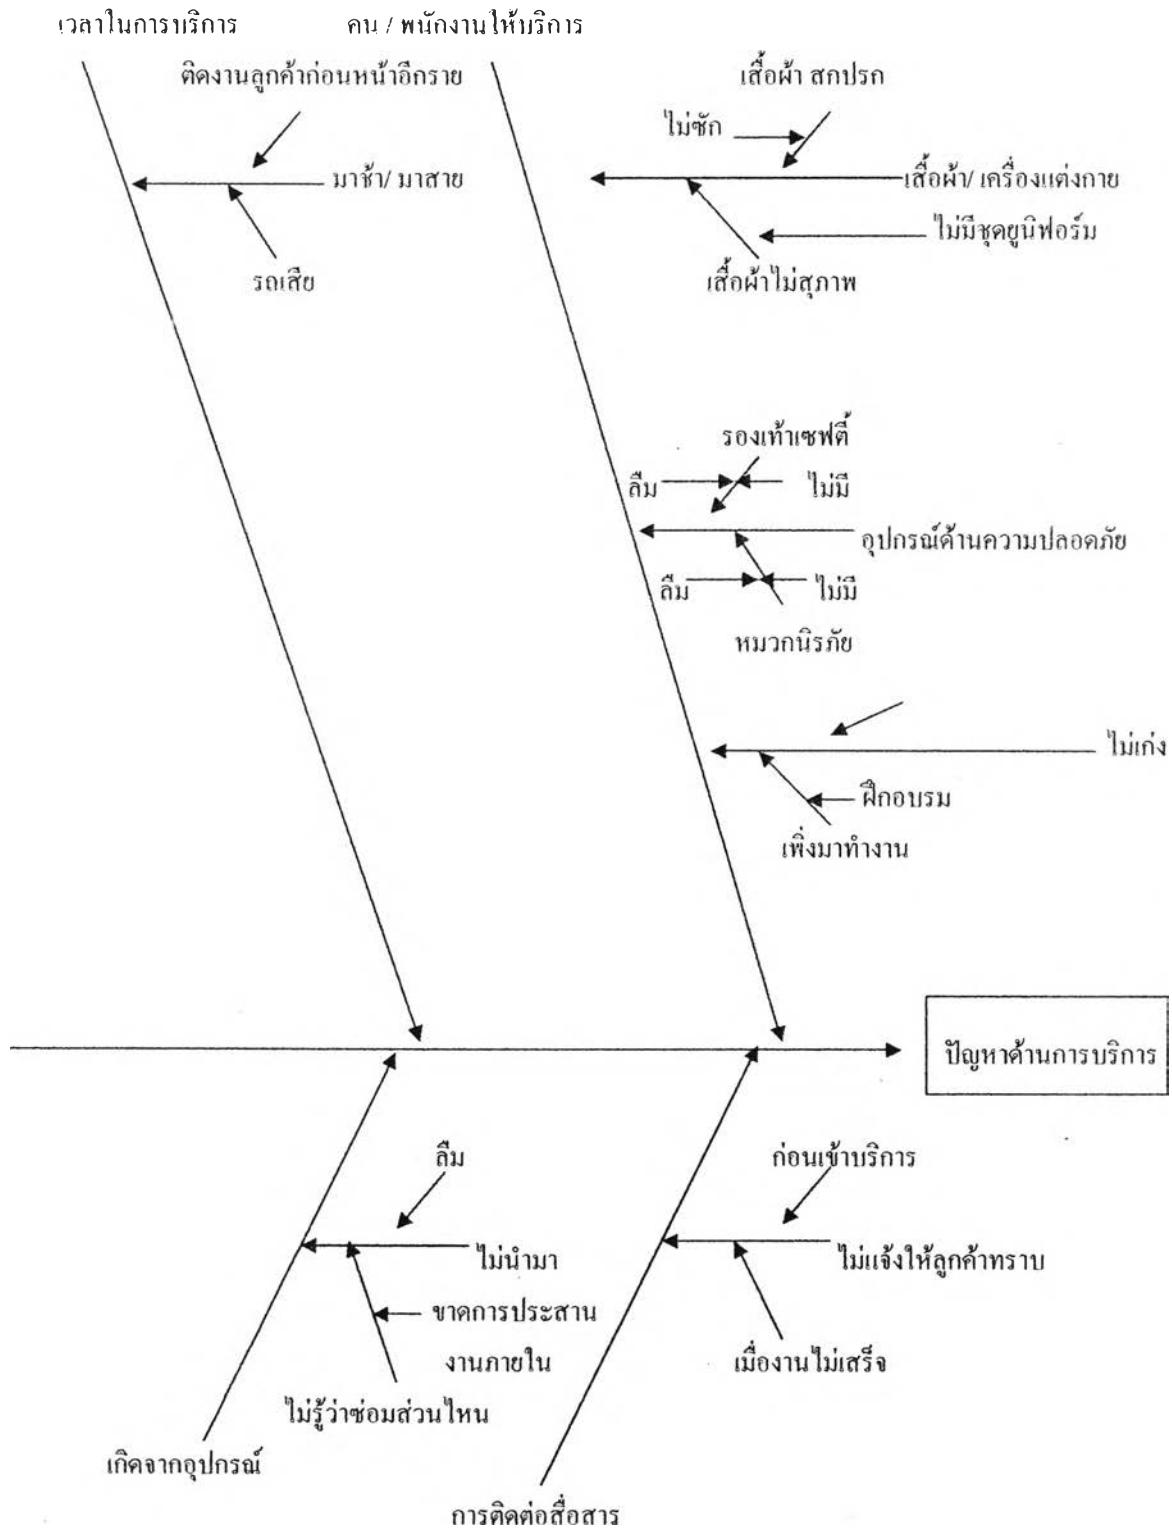 เวลาในการบริการ
คน / พนักงานให้บริการ
ติดงานลูกค้าก่อนหน้าอีกราย
เสื้อผ้า สกปรก
ไม่ซัก
มาช้า/ มาสาย
เสื้อผ้า/ เครื่องแต่งกาย
ไม่มีชุดยูนิฟอร์ม
รถเสีย
เสื้อผ้าไม่สุภาพ
รองเท้าเซฟตี้
ลืม
ไม่มี
อุปกรณ์ด้านความปลอดภัย
ลืม
ไม่มี
หมวกนิรภัย
ไม่เก่ง
ฝึกอบรม
เพิ่งมาทำงาน
ปัญหาด้านการบริการ
ลืม
ก่อนเข้าบริการ
ไม่นำมา
ไม่แจ้งให้ลูกค้าทราบ
ขาดการประสาน
งานภายใน
เมื่องานไม่เสร็จ
ไม่รู้ว่าซ่อมส่วนไหน
เกิดจากอุปกรณ์
การติดต่อสื่อสาร